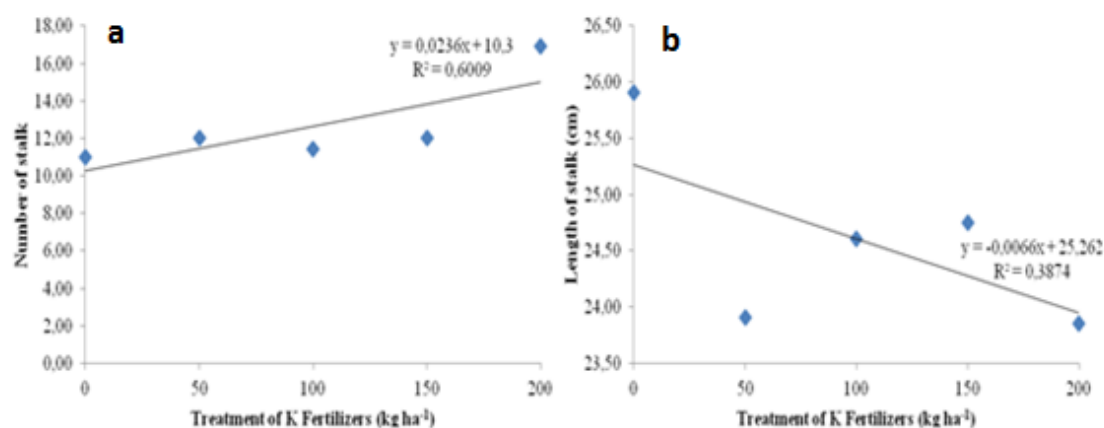 a
18,00
16,00
14,00
12,00
10,00
8,00
6,00
4,00
2,00
0,00
Number of stalk
y = 0,0236x + 10.3
R² = 0,6009
0 50 100 150 200
Treatment of K Fertilizers (kg ha⁻¹)
b
26,50
26,00
25,50
25,00
24,50
24,00
23,50
Length of stalk (cm)
y = -0,0066x + 25,262
R² = 0,3874
0 50 100 150 200
Treatment of K Fertilizers (kg ha⁻¹)